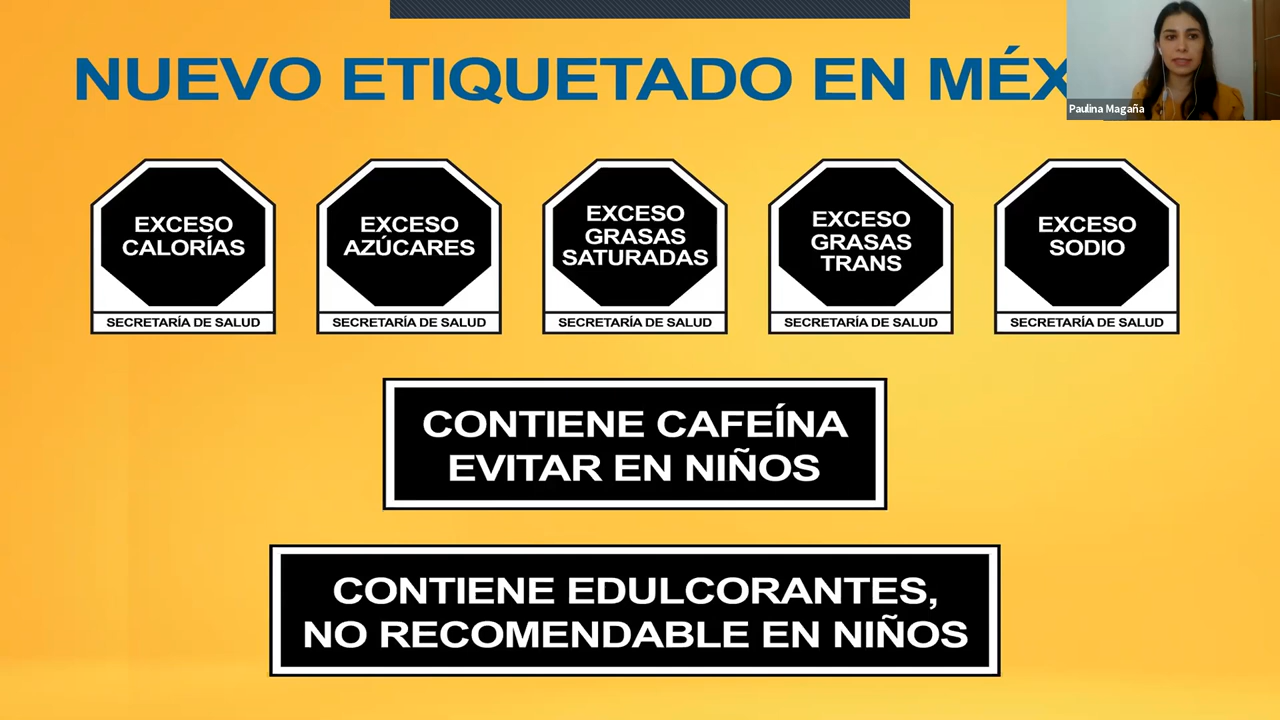 NUEVO ETIQUETADO EN MÉX
Paulina Magaña
EXCESO
CALORÍAS
SECRETARÍA DE SALUD
EXCESO
AZÚCARES
SECRETARÍA DE SALUD
EXCESO
GRASAS
SATURADAS
SECRETARÍA DE SALUD
EXCESO
GRASAS
TRANS
SECRETARÍA DE SALUD
EXCESO
SODIO
SECRETARÍA DE SALUD
CONTIENE CAFEÍNA
EVITAR EN NIÑOS
CONTIENE EDULCORANTES,
NO RECOMENDABLE EN NIÑOS